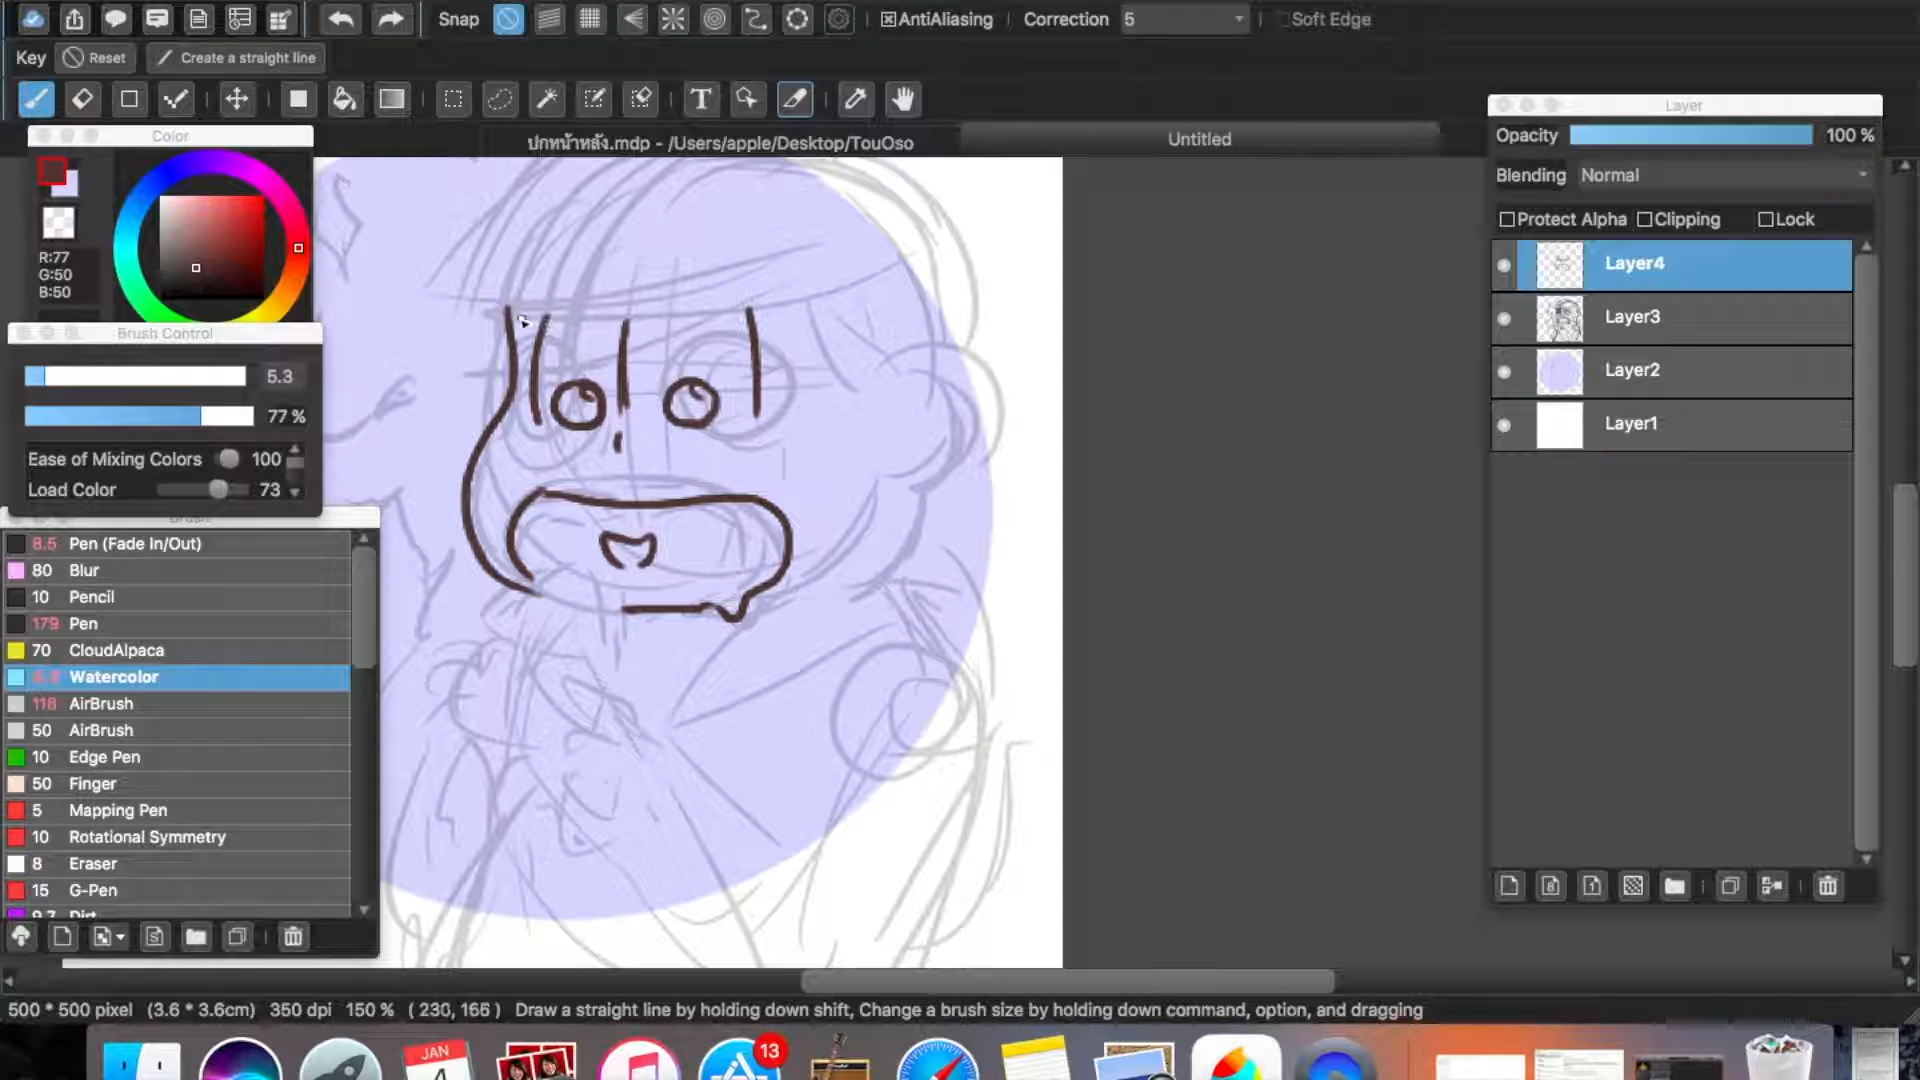 Snap AntiAliasing Correction 5 Soft Edge
Key Reset Create a straight line
T
ปกหน้าหลัง.mdp - /Users/apple/Desktop/TouOso Untitled
Color
R:77
G:50
B:50
Brush Control
5.3
77 %
Ease of Mixing Colors 100
Load Color 73
8.5 Pen (Fade In/Out)
80 Blur
10 Pencil
179 Pen
70 CloudAlpaca
Watercolor
118 AirBrush
50 AirBrush
10 Edge Pen
50 Finger
5 Mapping Pen
10 Rotational Symmetry
8 Eraser
15 G-Pen
9.7 Dirt
Layer
Opacity 100 %
Blending Normal
Protect Alpha Clipping Lock
Layer4
Layer3
Layer2
Layer1
500 * 500 pixel (3.6 * 3.6cm) 350 dpi 150 % ( 230, 166 ) Draw a straight line by holding down shift, Change a brush size by holding down command, option, and dragging
JAN
13